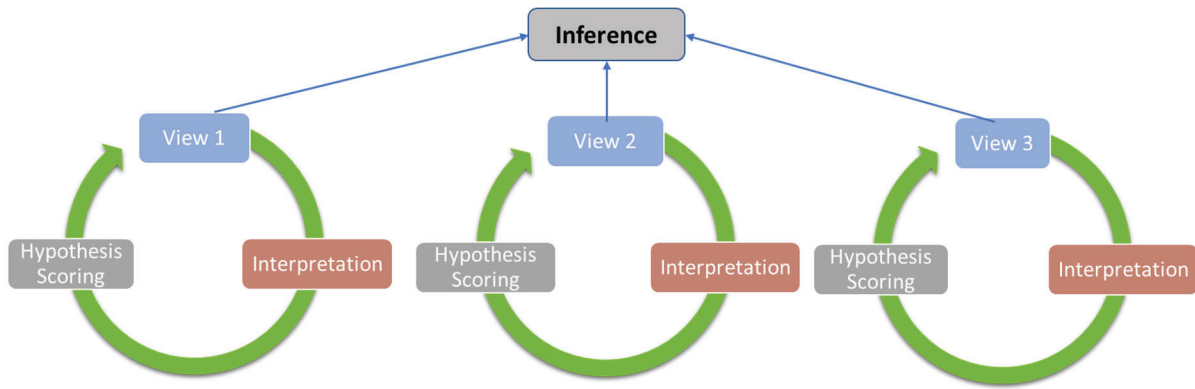 Inference
View 1
View 2
View 3
Hypothesis
Scoring
Interpretation
Hypothesis
Scoring
Interpretation
Hypothesis
Scoring
Interpretation